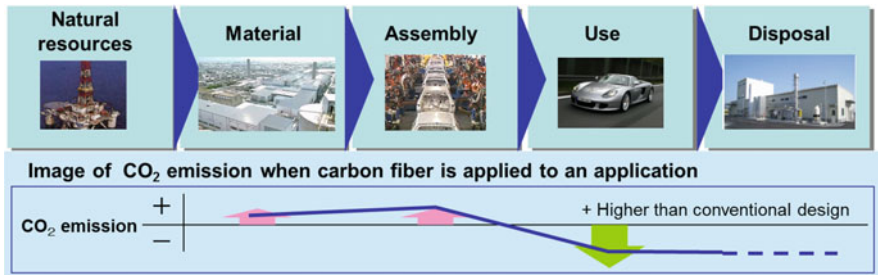 Natural
resources
Material
Assembly
Use
Disposal
Image of CO₂ emission when carbon fiber is applied to an application
CO₂ emission
+
−
+ Higher than conventional design